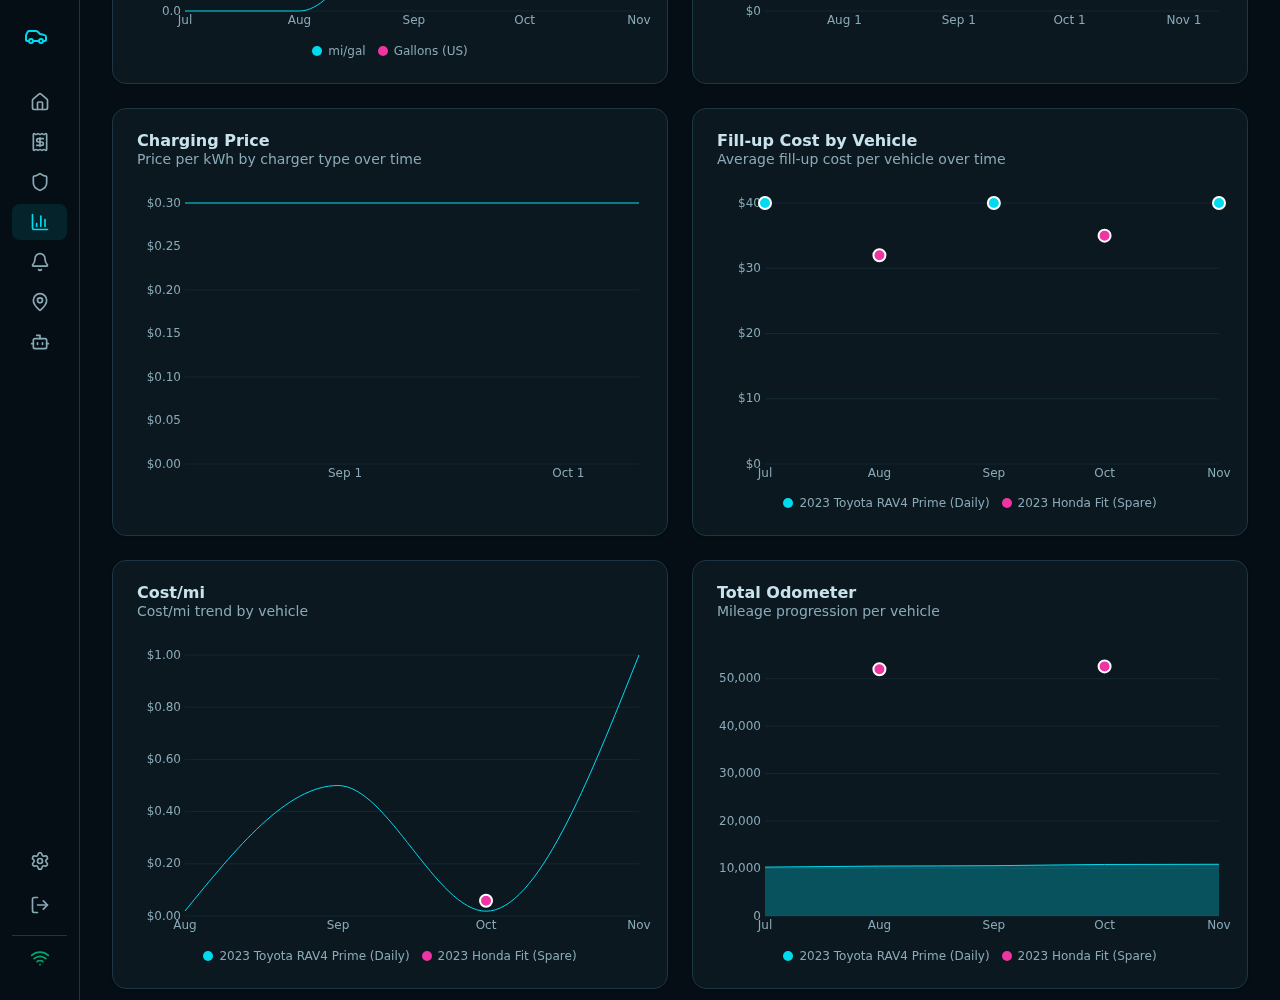 0.0
Jul Aug Sep Oct Nov
mi/gal Gallons (US)
$0
Aug 1 Sep 1 Oct 1 Nov 1
Charging Price
Price per kWh by charger type over time
$0.30
$0.25
$0.20
$0.15
$0.10
$0.05
$0.00
Sep 1 Oct 1
Fill-up Cost by Vehicle
Average fill-up cost per vehicle over time
$40
$30
$20
$10
$0
Jul Aug Sep Oct Nov
2023 Toyota RAV4 Prime (Daily) 2023 Honda Fit (Spare)
Cost/mi
Cost/mi trend by vehicle
$1.00
$0.80
$0.60
$0.40
$0.20
$0.00
Aug Sep Oct Nov
2023 Toyota RAV4 Prime (Daily) 2023 Honda Fit (Spare)
Total Odometer
Mileage progression per vehicle
50,000
40,000
30,000
20,000
10,000
0
Jul Aug Sep Oct Nov
2023 Toyota RAV4 Prime (Daily) 2023 Honda Fit (Spare)